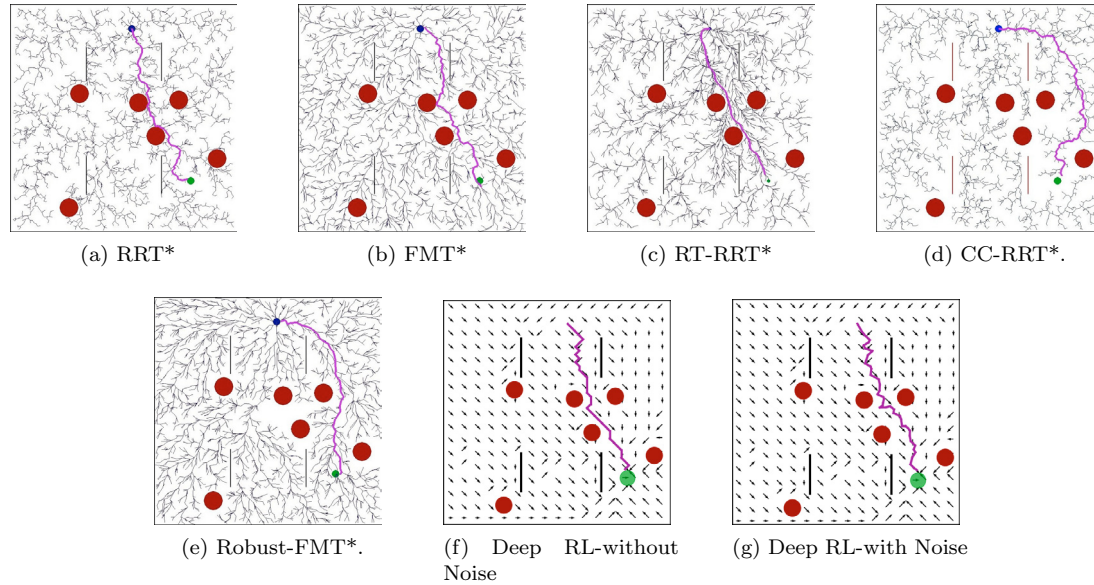 (a) RRT*
(b) FMT*
(c) RT-RRT*
(d) CC-RRT*.
(e) Robust-FMT*.
(f) Deep RL-without
Noise
(g) Deep RL-with Noise